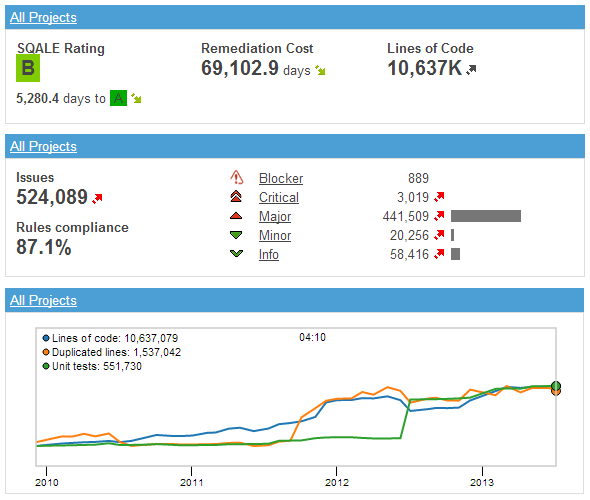 All Projects
SQALE Rating Remediation Cost Lines of Code
B 69,102.9 days 10,637K
5,280.4 days to A
All Projects
Issues
524,089
Rules compliance
87.1%
Blocker 889
Critical 3,019
Major 441,509
Minor 20,256
Info 58,416
All Projects
Lines of code: 10,637,079 04:10
Duplicated lines: 1,537,042
Unit tests: 551,730
2010 2011 2012 2013